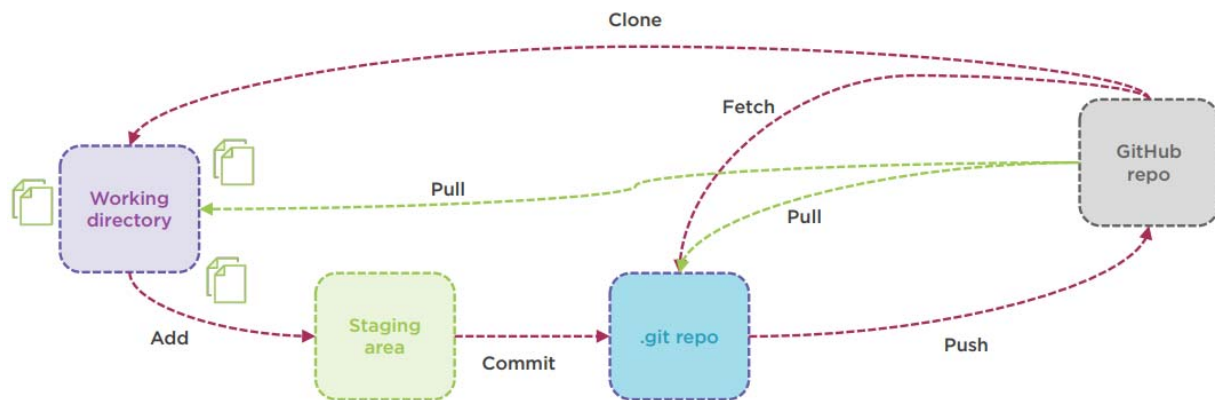 Clone
Fetch
GitHub
repo
Working
directory
Pull
Pull
Add
Staging
area
Commit
.git repo
Push